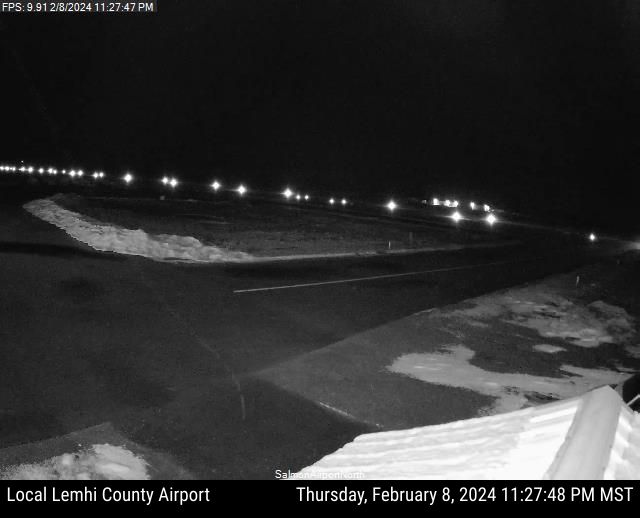 FPS: 9.91 2/8/2024 11:27:47 PM
SalmonAirportNorth
Local Lemhi County Airport Thursday, February 8, 2024 11:27:48 PM MST